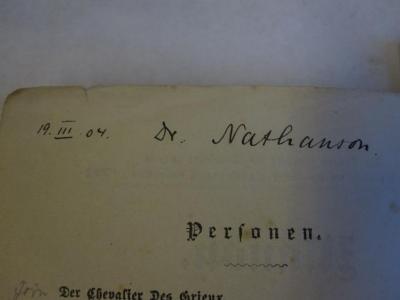 19. III. 04. Dr. Nathanson.
Personen.
Der Chevalier Des Grieux